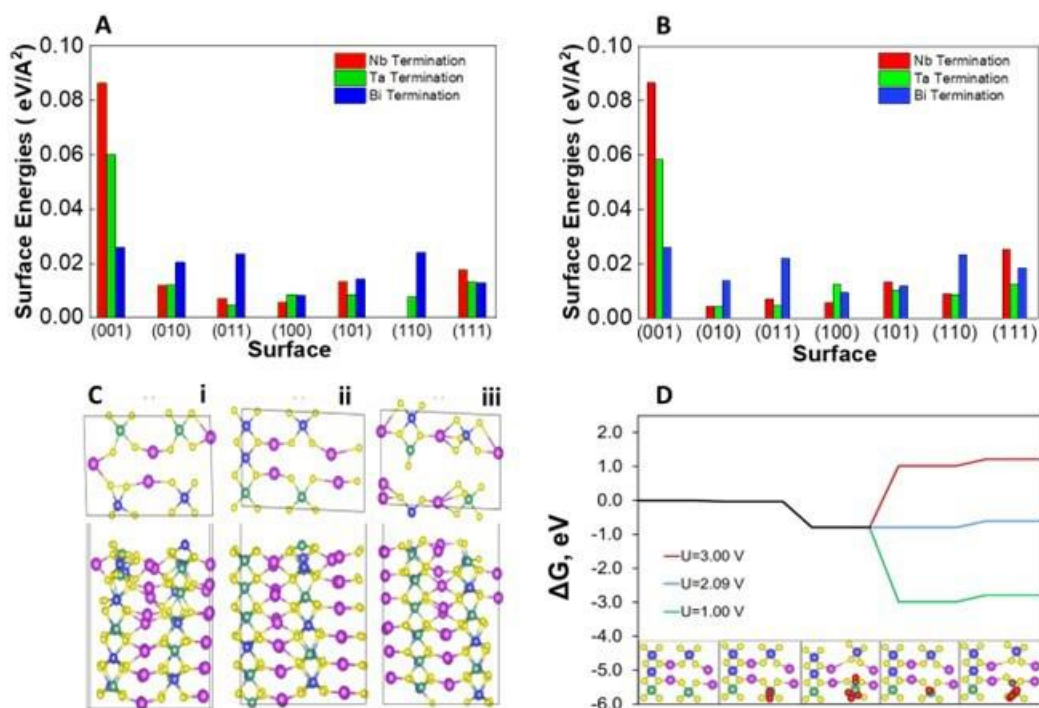 A
Surface Energies ( eV/A²)
0.10
0.08
0.06
0.04
0.02
0.00
Nb Termination
Ta Termination
Bi Termination
(001)
(010)
(011)
(100)
(101)
(110)
(111)
Surface
B
Surface Energies ( eV/A²)
0.10
0.08
0.06
0.04
0.02
0.00
Nb Termination
Ta Termination
Bi Termination
(001)
(010)
(011)
(100)
(101)
(110)
(111)
Surface
C
i
ii
iii
D
ΔG, eV
2.0
1.0
0.0
-1.0
-2.0
-3.0
-4.0
-5.0
-6.0
U=3.00 V
U=2.09 V
U=1.00 V